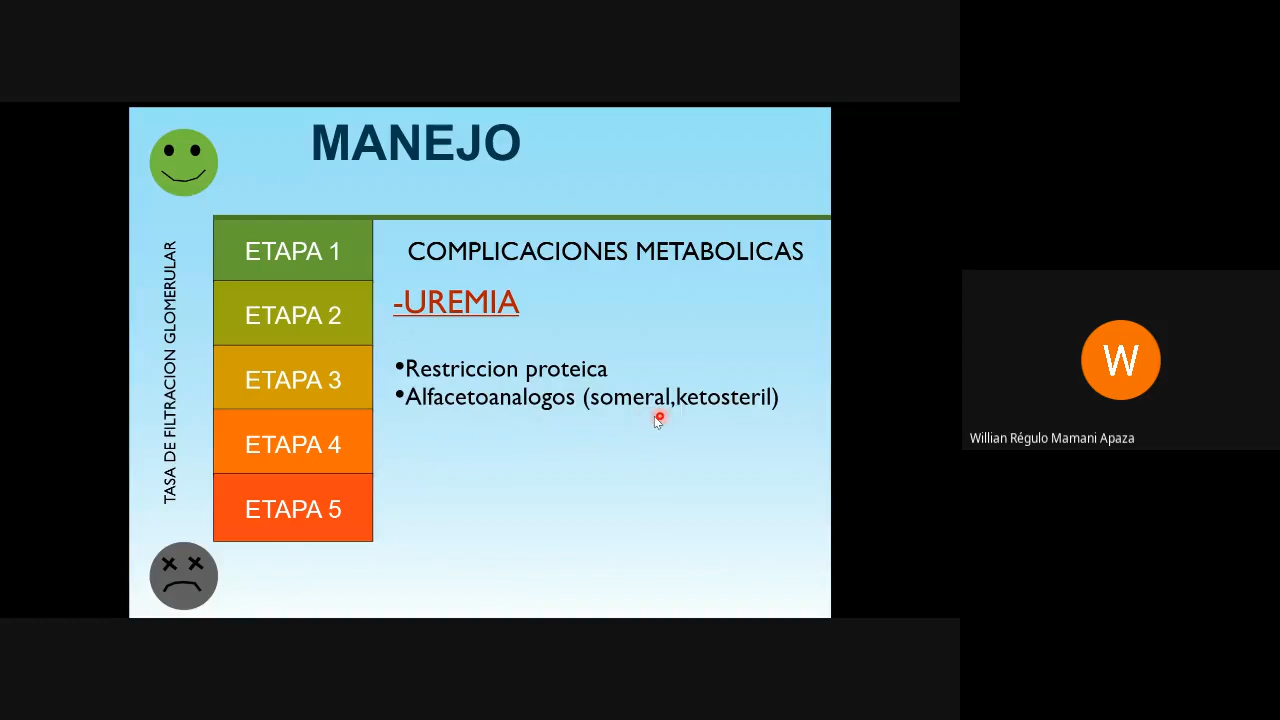 MANEJO
TASA DE FILTRACION GLOMERULAR
ETAPA 1
ETAPA 2
ETAPA 3
ETAPA 4
ETAPA 5
COMPLICACIONES METABOLICAS
-UREMIA
•Restriccion proteica
•Alfacetoanalogos (someral,ketosteril)
W
Willian Régulo Mamani Apaza